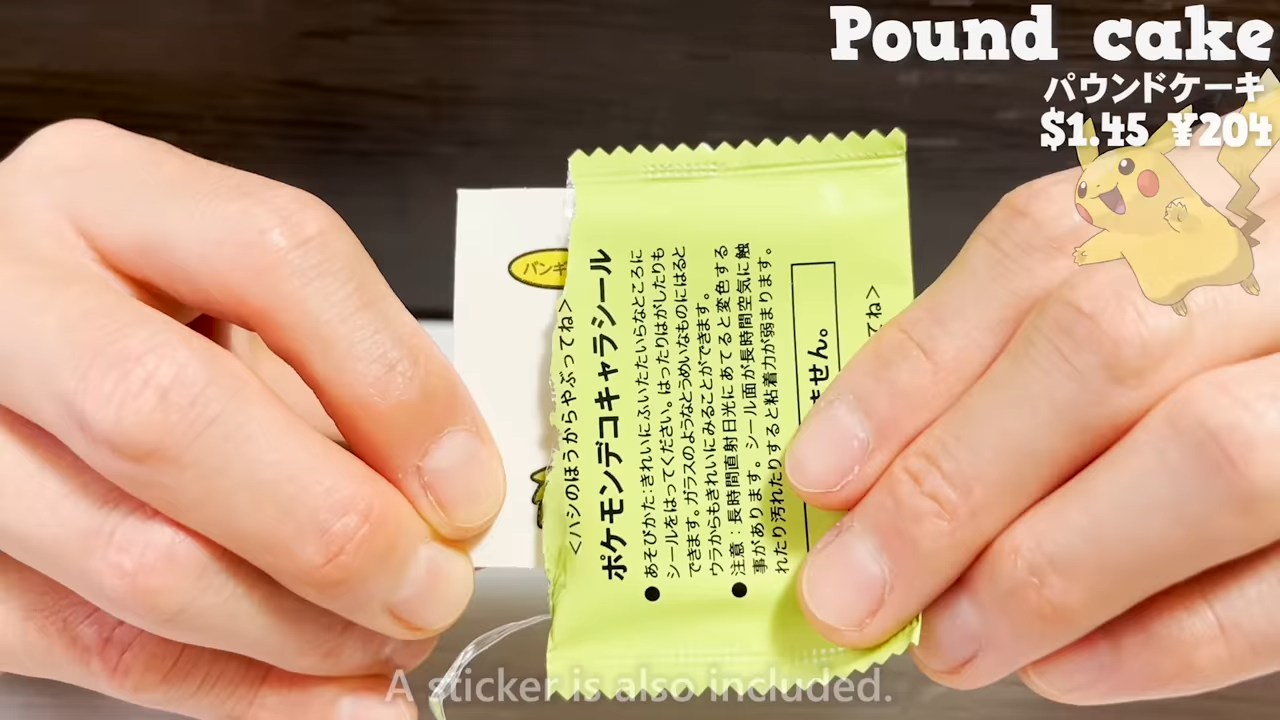 Pound cake
パウンドケーキ
$1.45 ¥204
パンギ
<ハシのほうからやぶってね>
ポケモンデコキャラシール
●あそびかた:きれいにふいたたいらなところに
シールをはってください。はったりはがしたりも
できます。ガラスのようなとうめいなものにはると
ウラからもきれいにみることができます。
●注意:長時間直射日光にあてると変色する
事があります。シール面が長時間空気に触
れたり汚れたりすると粘着力が弱まります。
ません。
てね>
A sticker is also included.